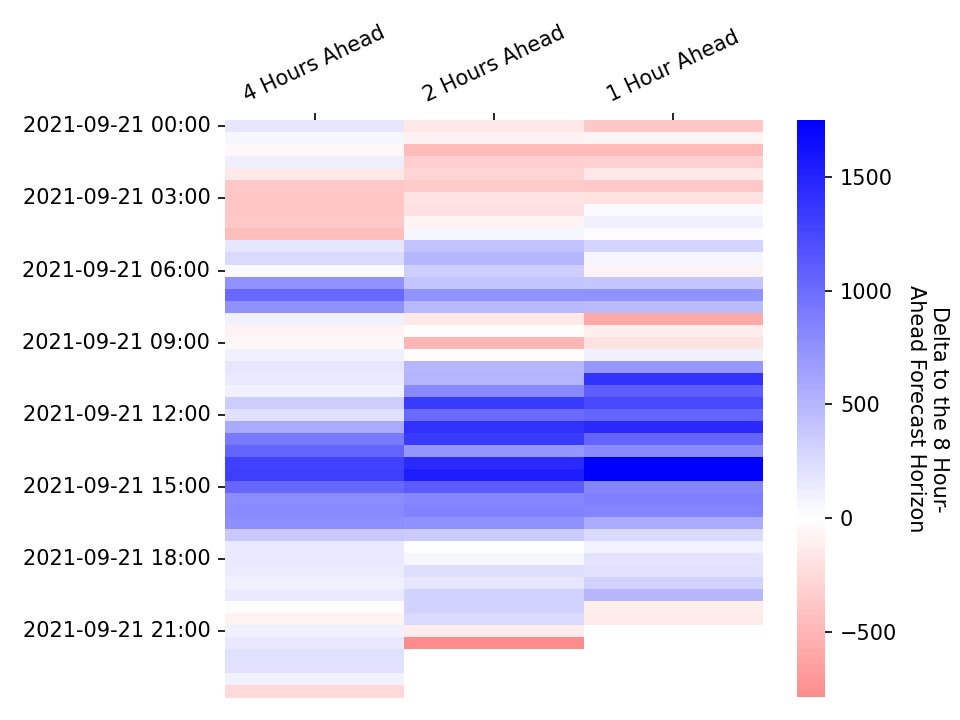 4 Hours Ahead
2 Hours Ahead
1 Hour Ahead
2021-09-21 00:00
2021-09-21 03:00
2021-09-21 06:00
2021-09-21 09:00
2021-09-21 12:00
2021-09-21 15:00
2021-09-21 18:00
2021-09-21 21:00
1500
1000
500
0
−500
Delta to the 8 Hour-
Ahead Forecast Horizon